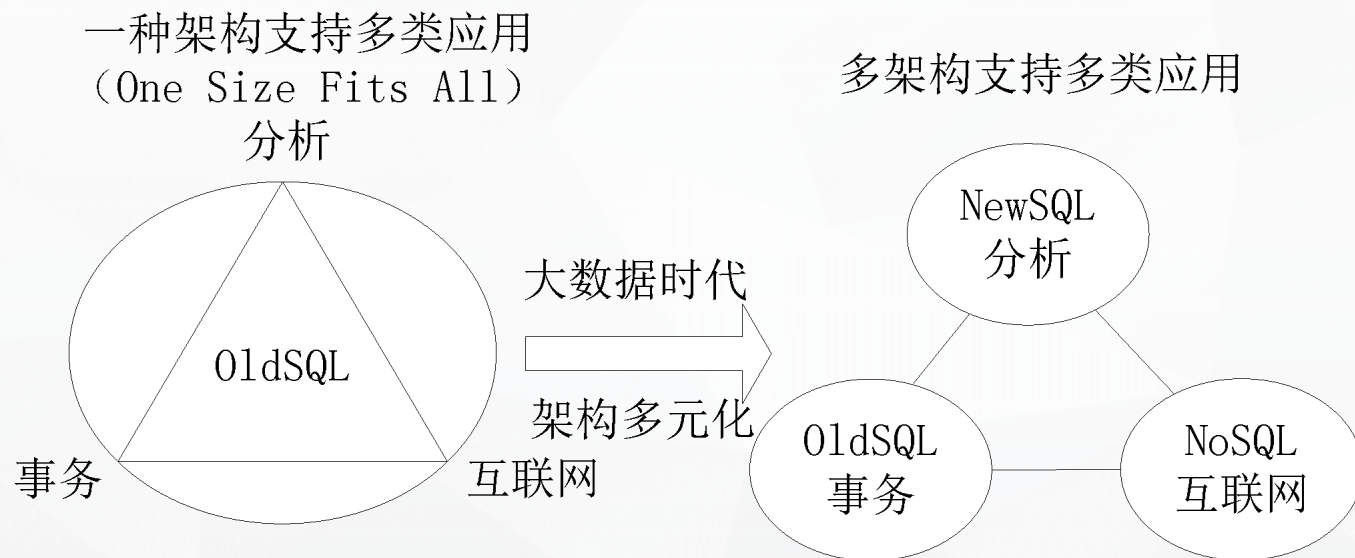 一种架构支持多类应用
（One Size Fits All）
分析
OldSQL
事务
互联网
大数据时代
架构多元化
多架构支持多类应用
NewSQL
分析
OldSQL
事务
NoSQL
互联网